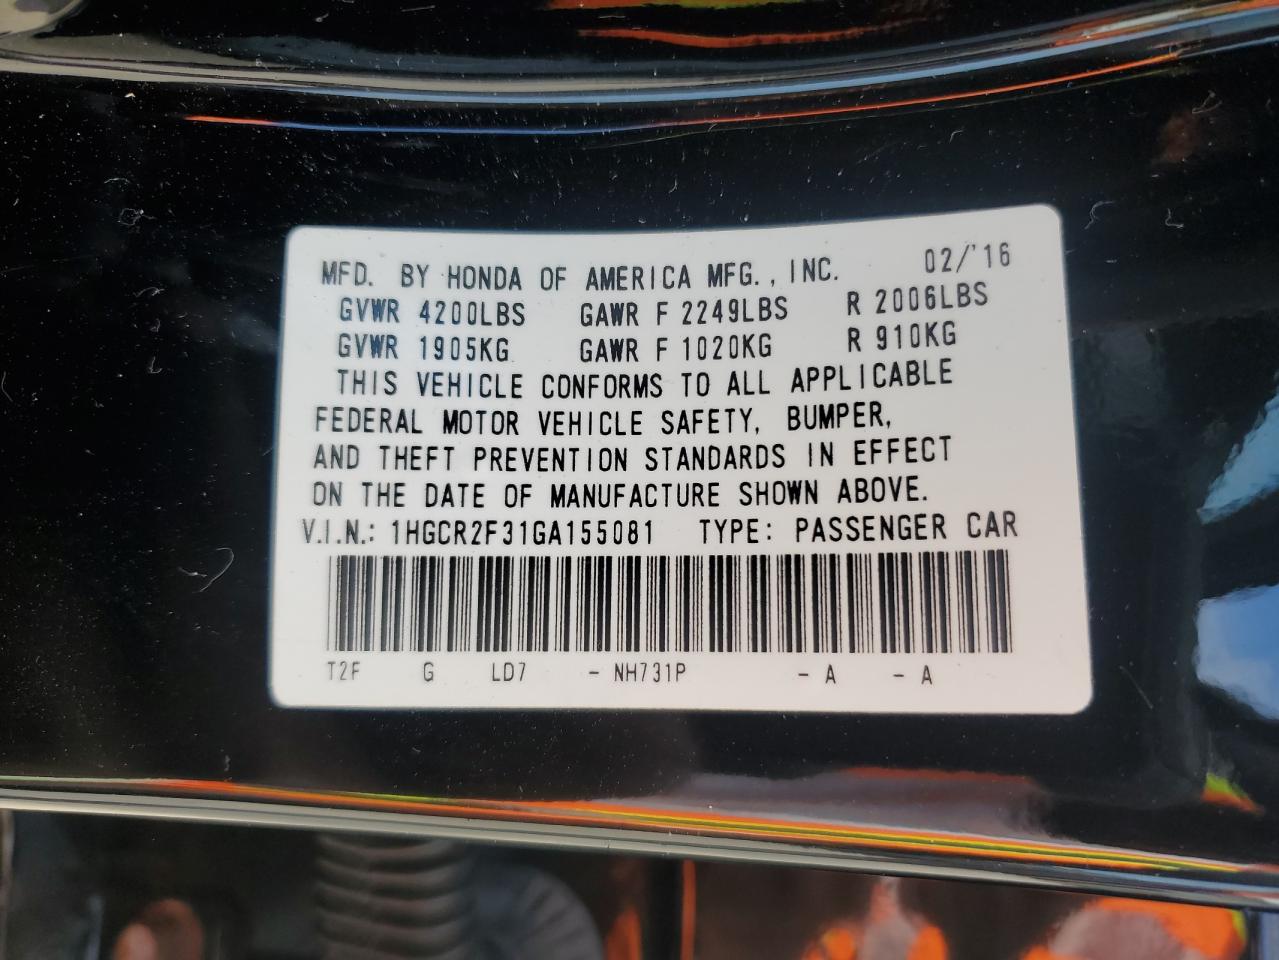 MFD. BY HONDA OF AMERICA MFG., INC. 02/'16
GVWR 4200LBS GAWR F 2249LBS R 2006LBS
GVWR 1905KG GAWR F 1020KG R 910KG
THIS VEHICLE CONFORMS TO ALL APPLICABLE
FEDERAL MOTOR VEHICLE SAFETY, BUMPER,
AND THEFT PREVENTION STANDARDS IN EFFECT
ON THE DATE OF MANUFACTURE SHOWN ABOVE.
V.I.N.: 1HGCR2F31GA155081 TYPE: PASSENGER CAR
T2F G LD7 - NH731P - A - A